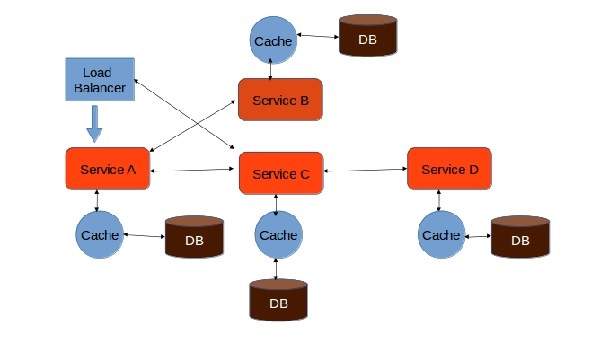 Cache
DB
Load
Balancer
Service B
Service A
Service C
Service D
Cache
DB
Cache
Cache
DB
DB